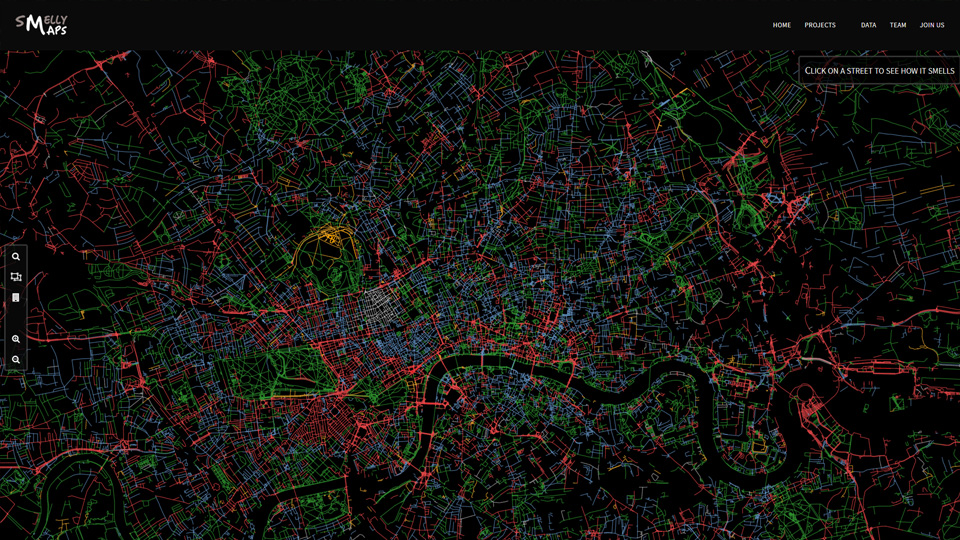 SMELLY
MAPS
HOME PROJECTS DATA TEAM JOIN US
CLICK ON A STREET TO SEE HOW IT SMELLS